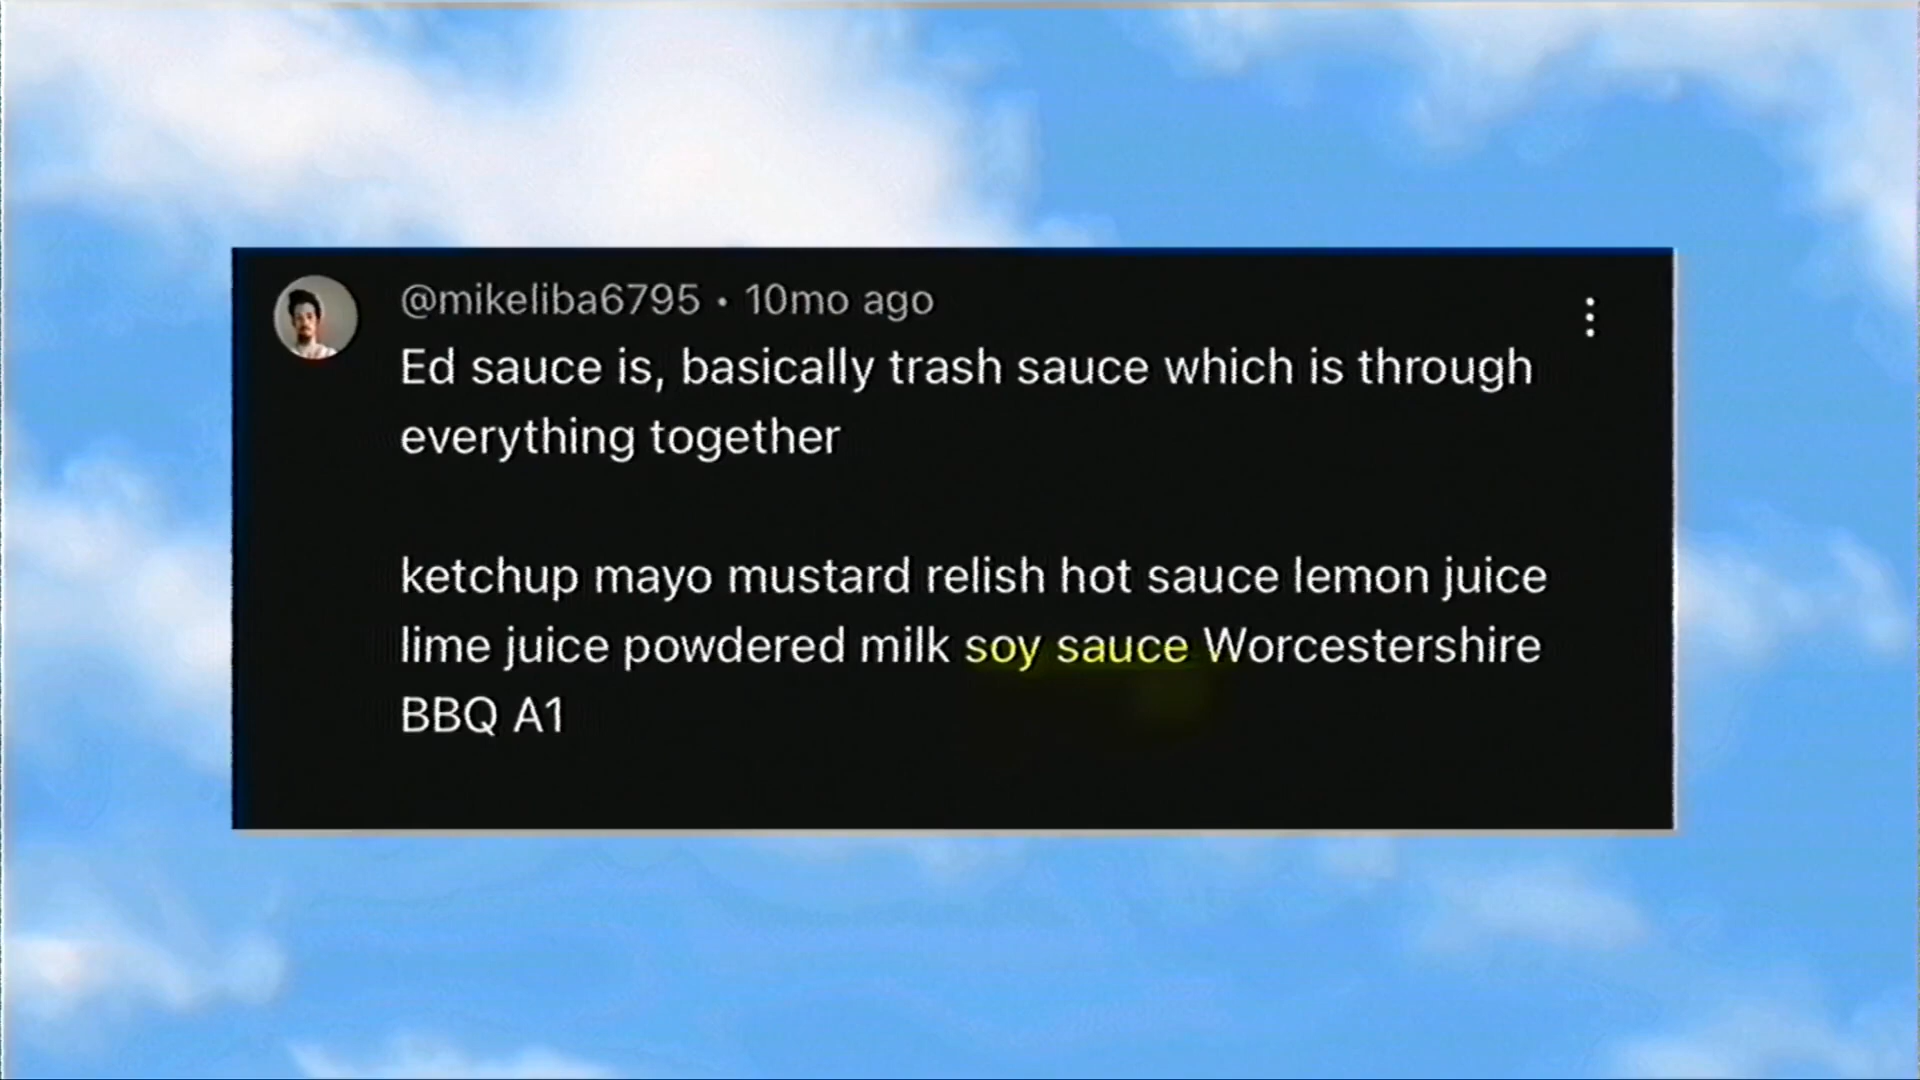 @mikeliba6795 • 10mo ago
Ed sauce is, basically trash sauce which is through
everything together
ketchup mayo mustard relish hot sauce lemon juice
lime juice powdered milk soy sauce Worcestershire
BBQ A1